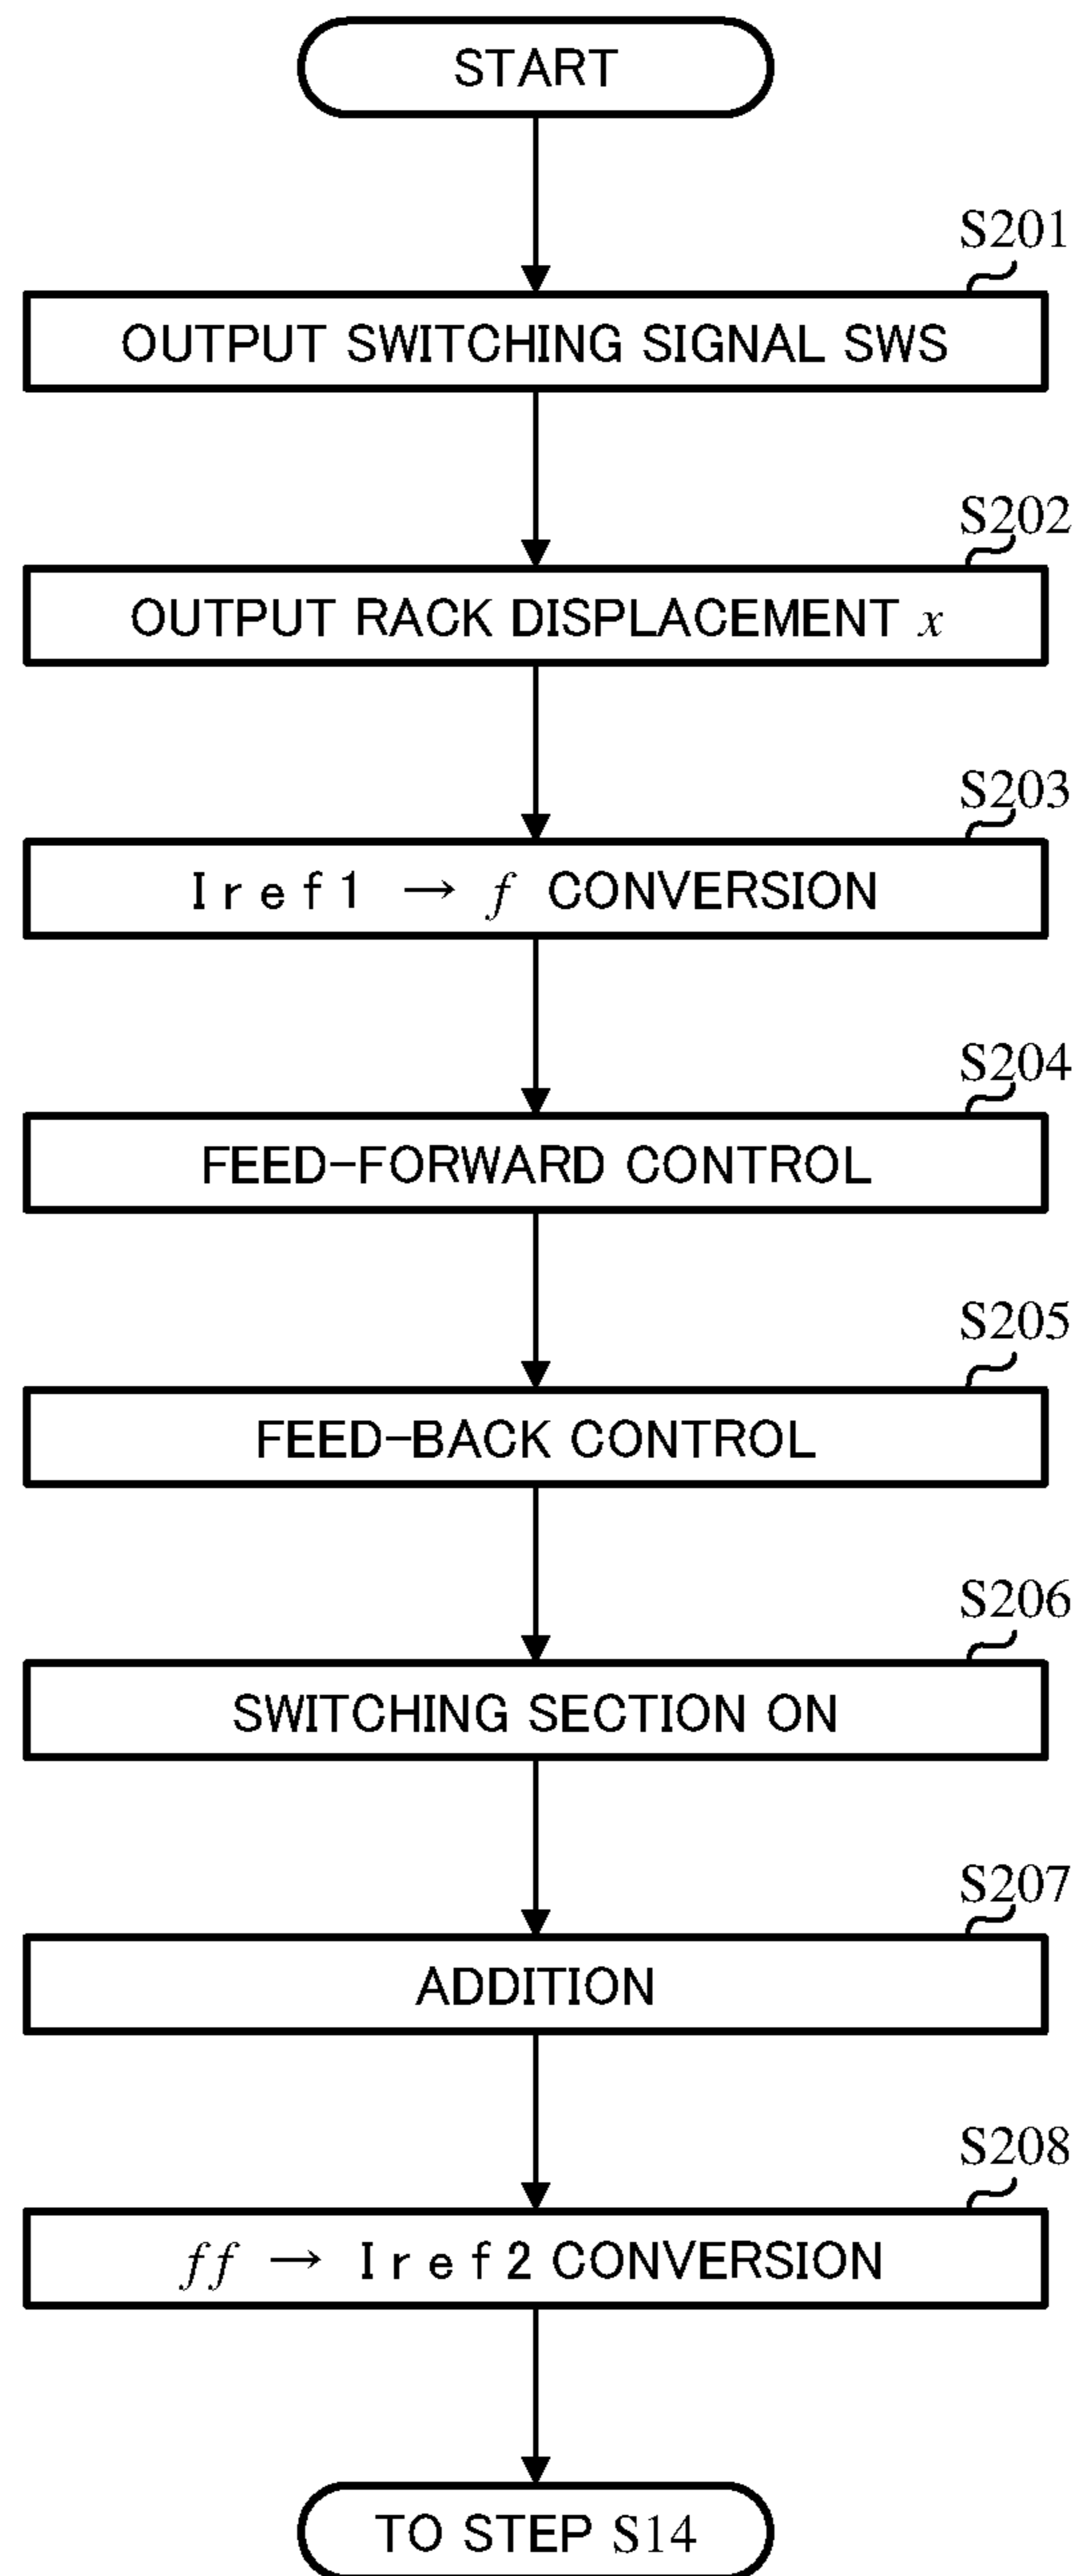 START
S201
OUTPUT SWITCHING SIGNAL SWS
S202
OUTPUT RACK DISPLACEMENT x
S203
Iref1 → f CONVERSION
S204
FEED-FORWARD CONTROL
S205
FEED-BACK CONTROL
S206
SWITCHING SECTION ON
S207
ADDITION
S208
ff → Iref2 CONVERSION
TO STEP S14